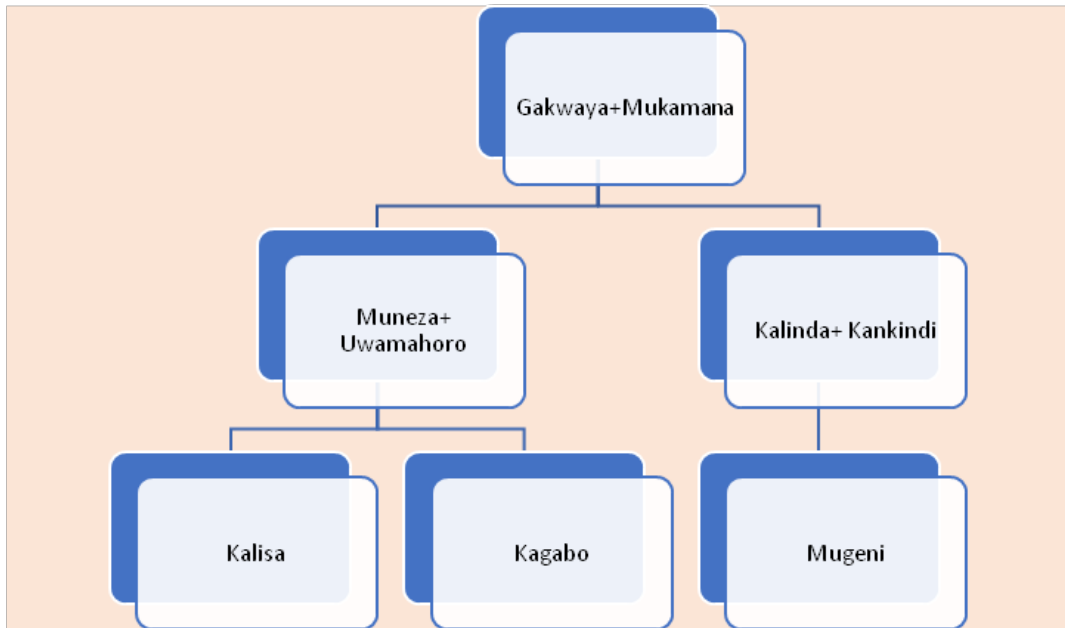 Gakwaya+Mukamana
Muneza+
Uwamahoro
Kalinda+ Kankindi
Kalisa
Kagabo
Mugeni